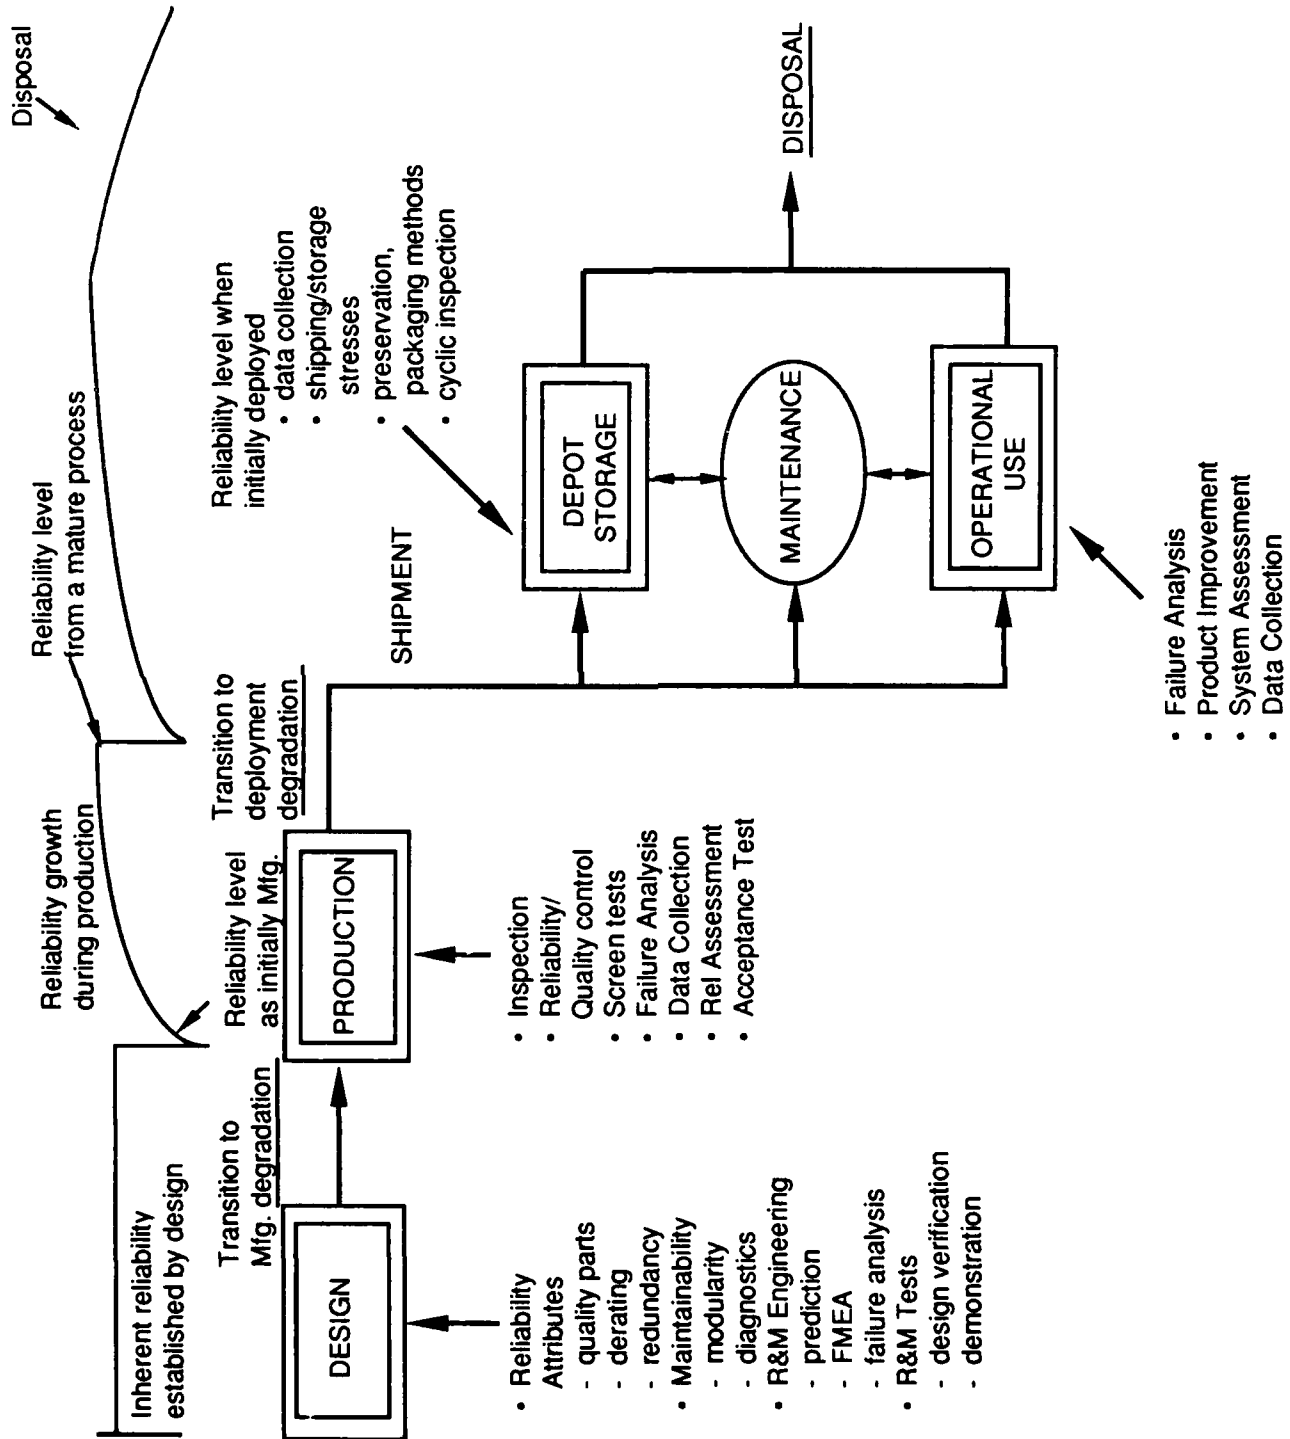 Inherent reliability
established by design
Reliability growth
during production
Reliability level
from a mature process
Disposal
Transition to
Mfg. degradation
Reliability level
as initially Mfg.
Transition to
deployment
degradation
SHIPMENT
Reliability level when
initially deployed
• data collection
• shipping/storage
stresses
• preservation,
packaging methods
• cyclic inspection
DESIGN
PRODUCTION
DEPOT
STORAGE
MAINTENANCE
OPERATIONAL
USE
DISPOSAL
• Reliability
Attributes
- quality parts
- derating
- redundancy
• Maintainability
- modularity
- diagnostics
• R&M Engineering
- prediction
- FMEA
- failure analysis
• R&M Tests
- design verification
- demonstration
• Inspection
• Reliability/
Quality control
• Screen tests
• Failure Analysis
• Data Collection
• Rel Assessment
• Acceptance Test
• Failure Analysis
• Product Improvement
• System Assessment
• Data Collection